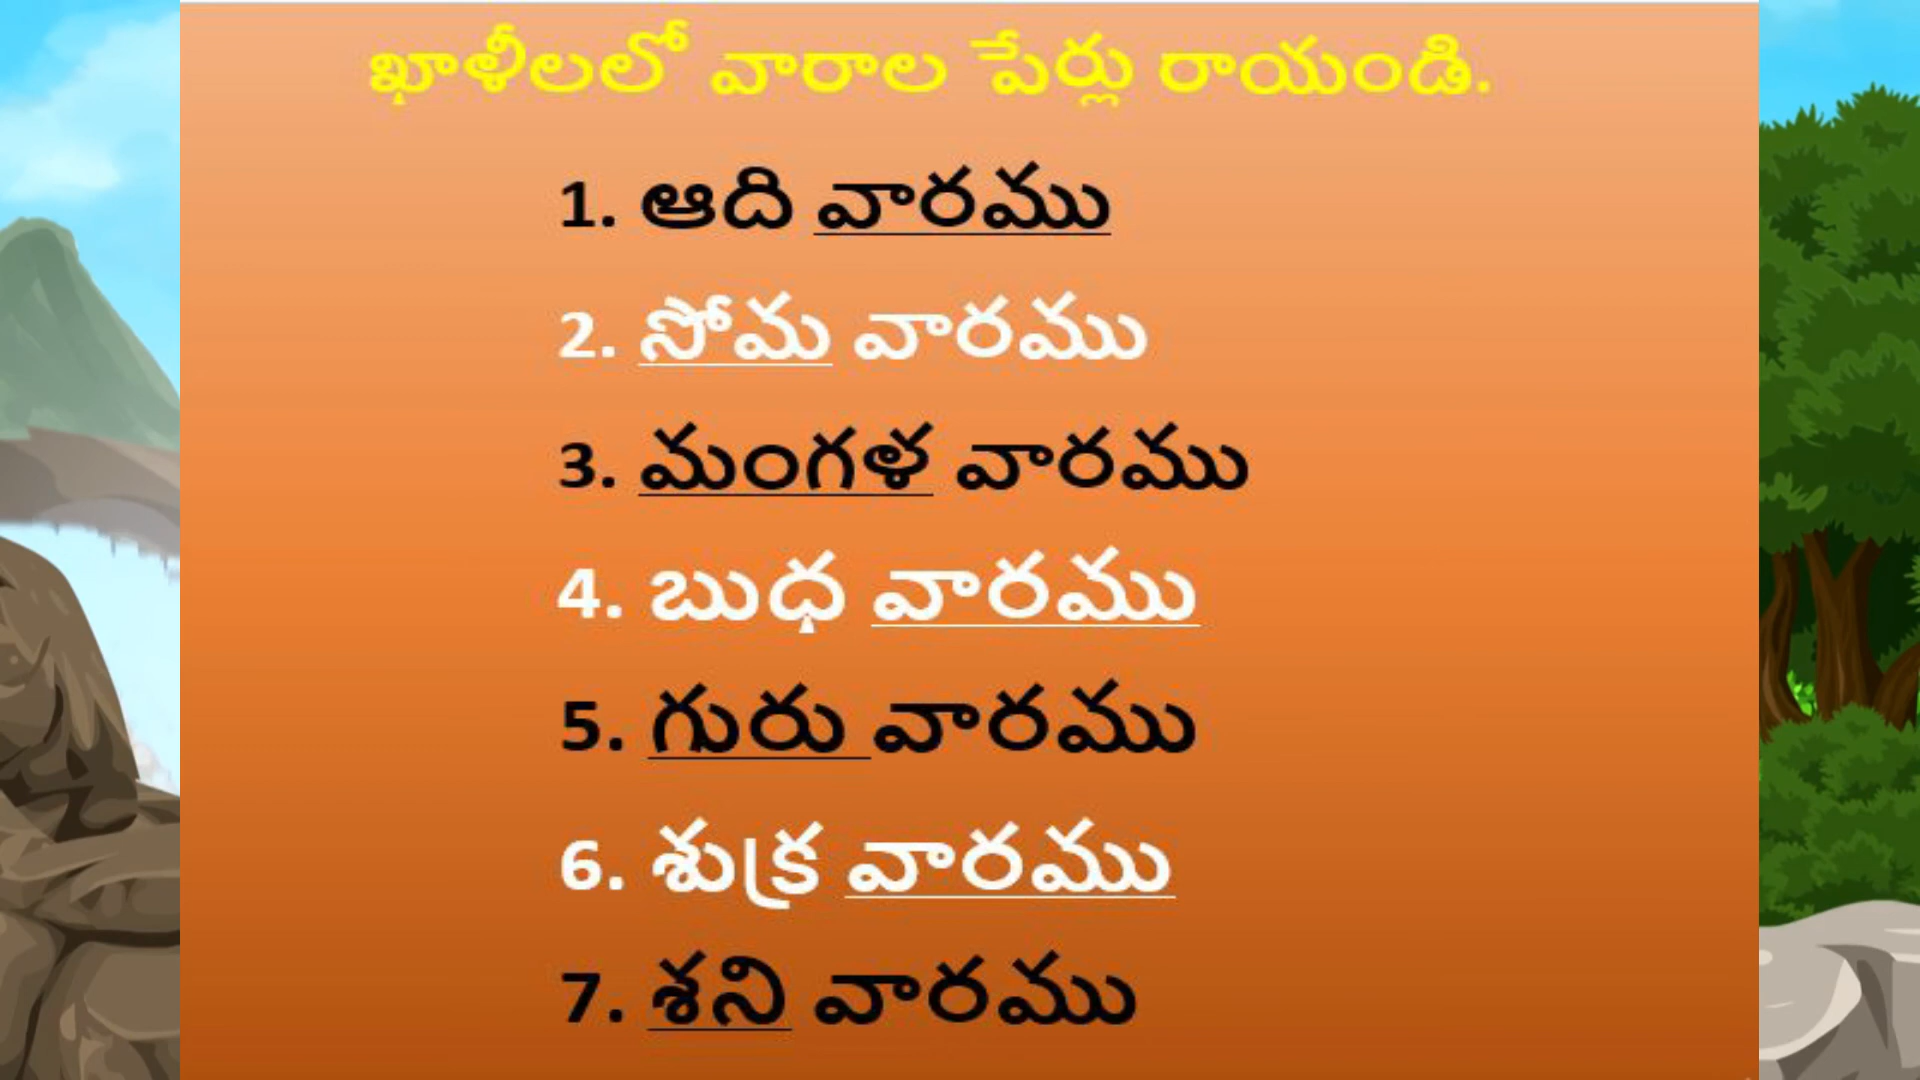 ఖాళీలలో వారాల పేర్లు రాయండి.
1. ఆది వారము
2. సోమ వారము
3. మంగళ వారము
4. బుధ వారము
5. గురు వారము
6. శుక్ర వారము
7. శని వారము